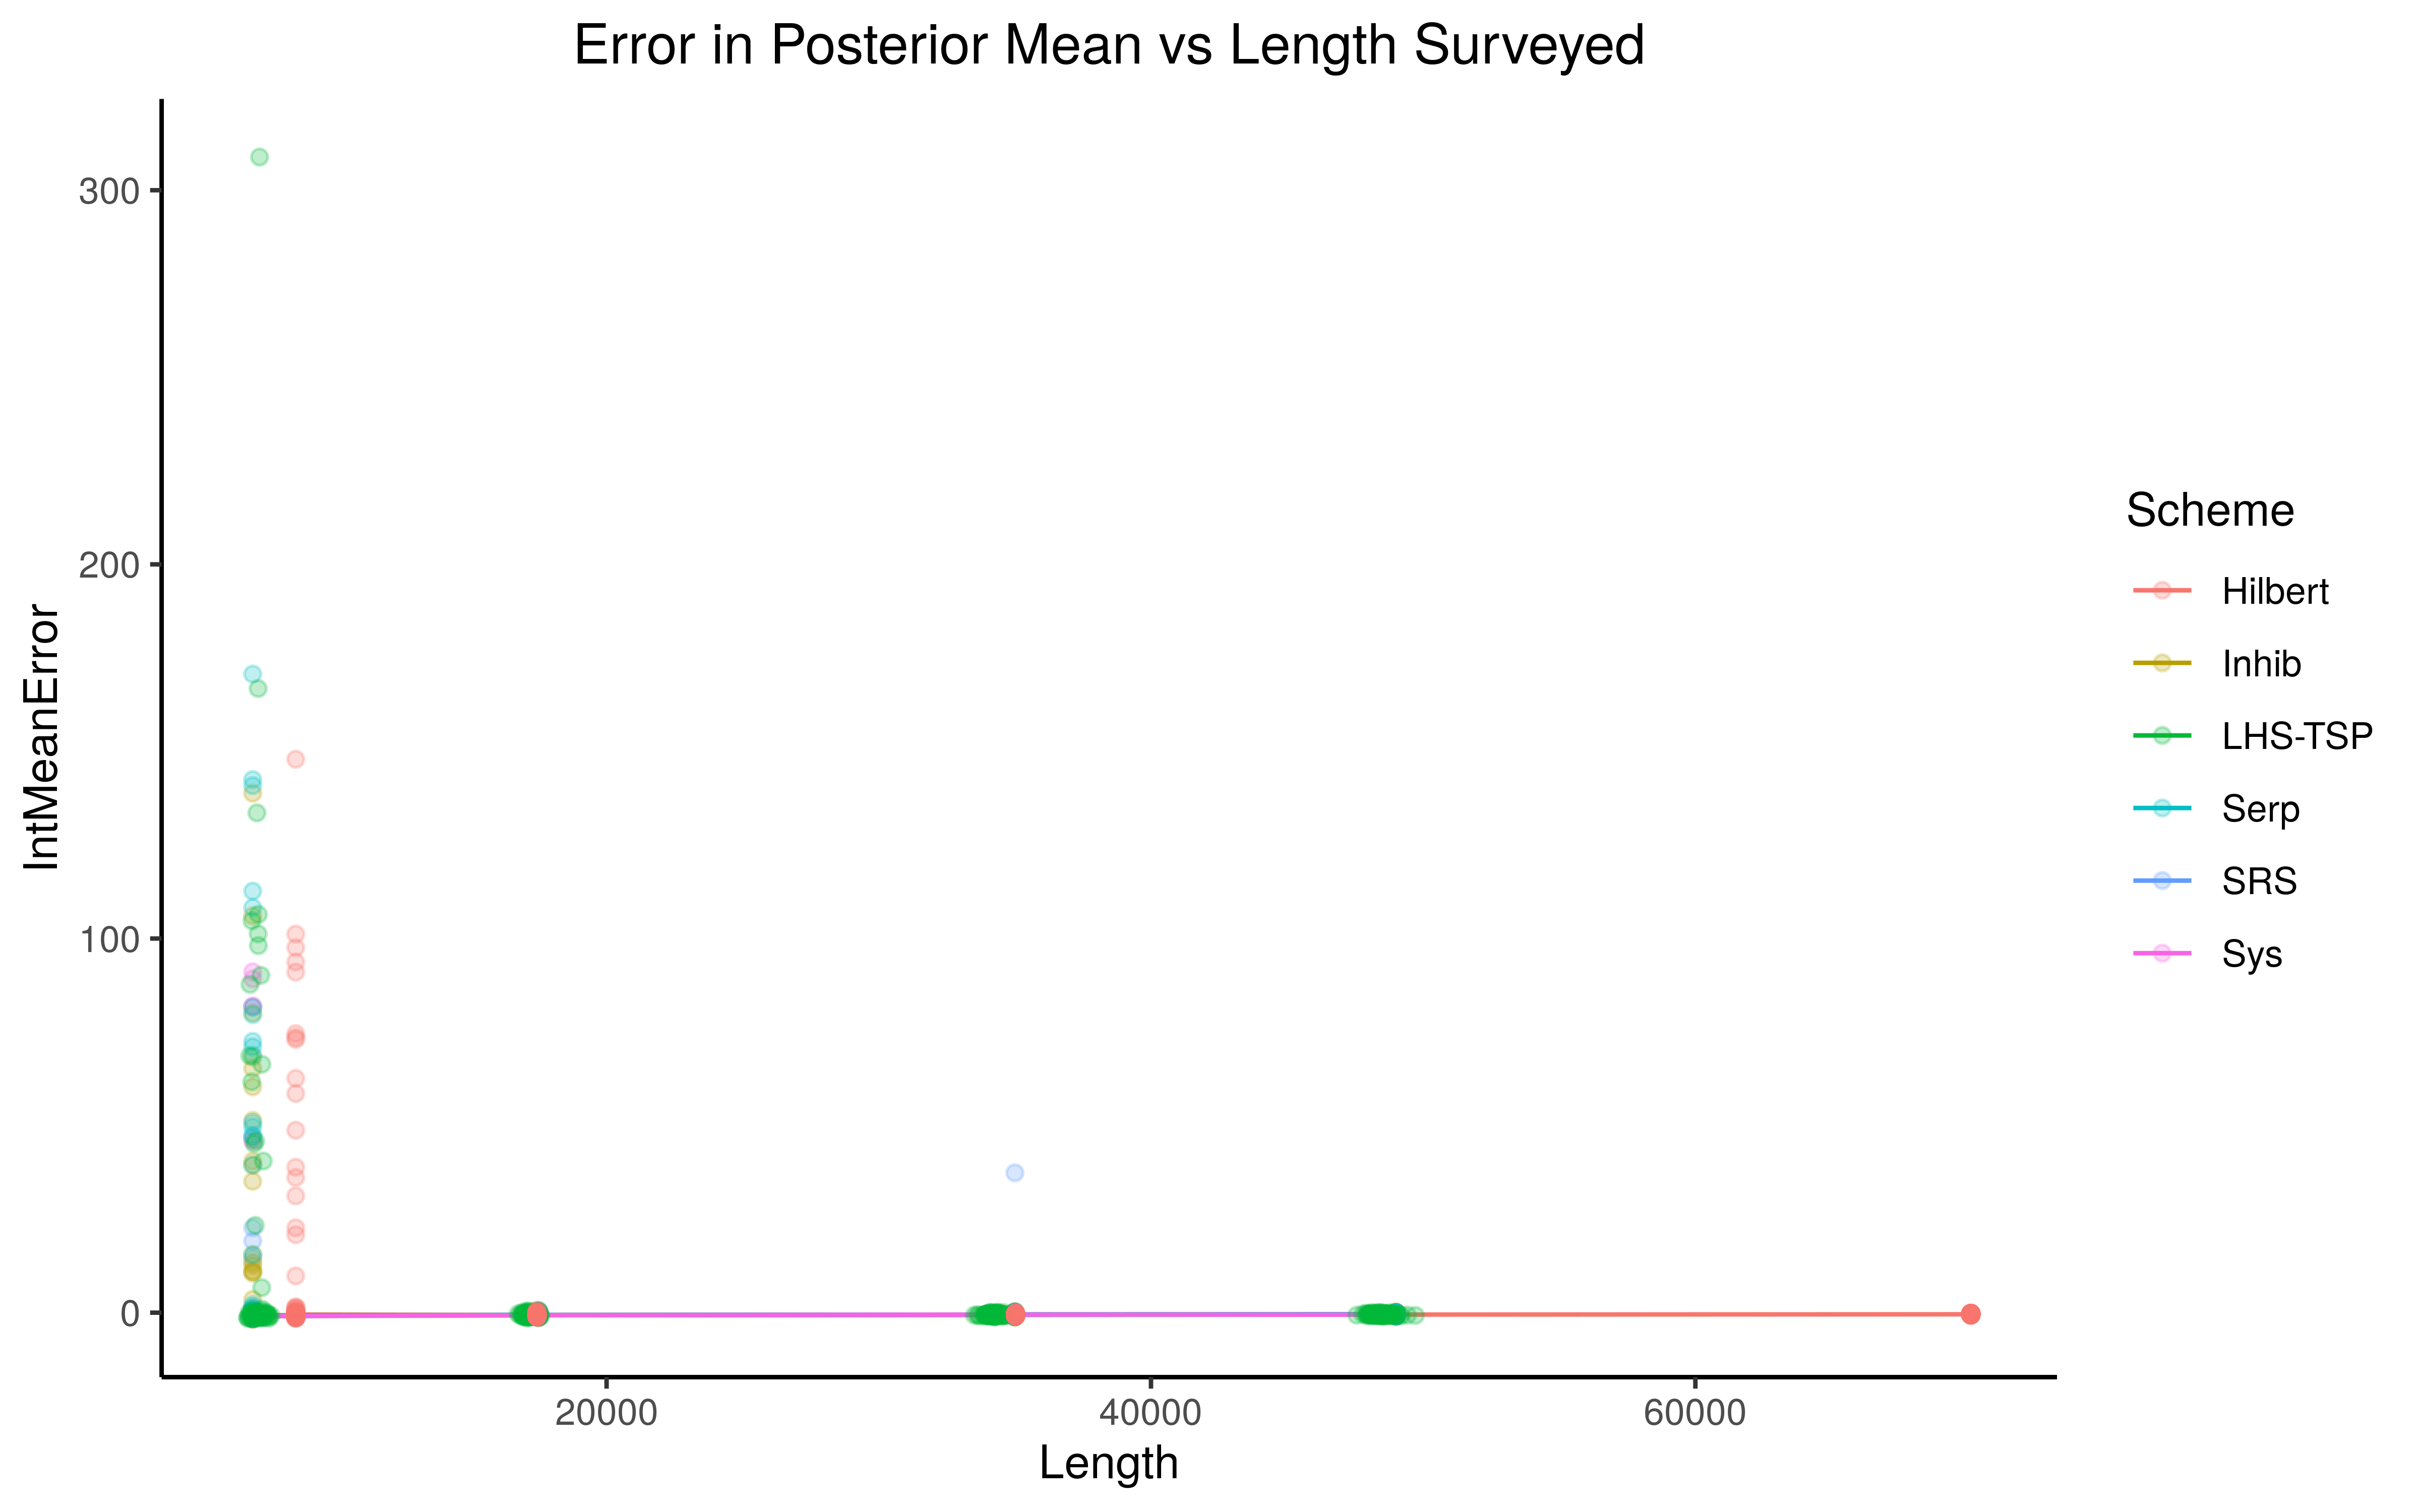 Error in Posterior Mean vs Length Surveyed
300
200
100
0
IntMeanError
20000
40000
60000
Length
Scheme
Hilbert
Inhib
LHS-TSP
Serp
SRS
Sys